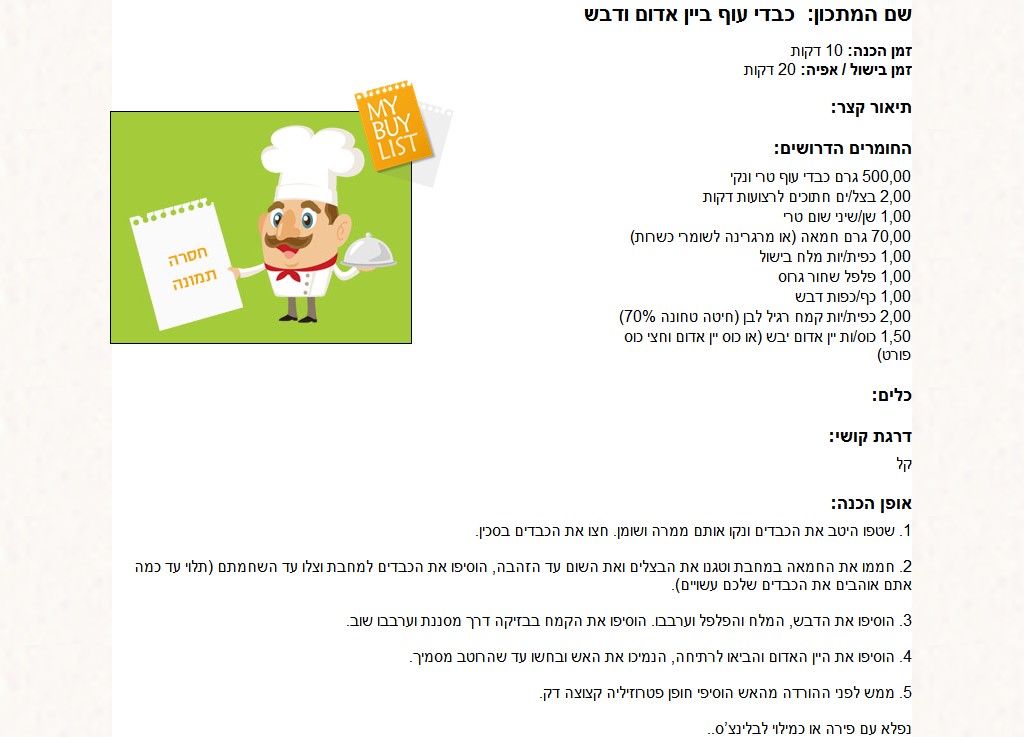 שם המתכון: כבדי עוף ביין אדום ודבש
זמן הכנה: 10 דקות
זמן בישול / אפיה: 20 דקות
תיאור קצר:
MY
BUY
LIST
חסרה
תמונה
החומרים הדרושים:
500,00 גרם כבדי עוף טרי ונקי
2,00 בצל/ים חתוכים לרצועות דקות
1,00 שן/שיני שום טרי
70,00 גרם חמאה (או מרגרינה לשומרי כשרות)
1,00 כפית/יות מלח בישול
1,00 פלפל שחור גרוס
1,00 כף/כפות דבש
2,00 כפית/יות קמח רגיל לבן (חיטה טחונה 70%)
1,50 כוס/ות יין אדום יבש (או כוס יין אדום וחצי כוס
פורט)
כלים:
דרגת קושי:
קל
אופן הכנה:
1. שטפו היטב את הכבדים ונקו אותם ממרה ושומן. חצו את הכבדים בסכין.
2. חממו את החמאה במחבת וטגנו את הבצלים ואת השום עד הזהבה, הוסיפו את הכבדים למחבת וצלו עד השחמתם (תלוי עד כמה
אתם אוהבים את הכבדים שלכם עשויים).
3. הוסיפו את הדבש, המלח והפלפל וערבבו. הוסיפו את הקמח בבזיקה דרך מסננת וערבבו שוב.
4. הוסיפו את היין האדום והביאו לרתיחה, הנמיכו את האש ובחשו עד שהרוטב מסמיך.
5. ממש לפני ההורדה מהאש הוסיפי חופן פטרוזיליה קצוצה דק.
נפלא עם פירה או כמילוי לבלינצ’ס..